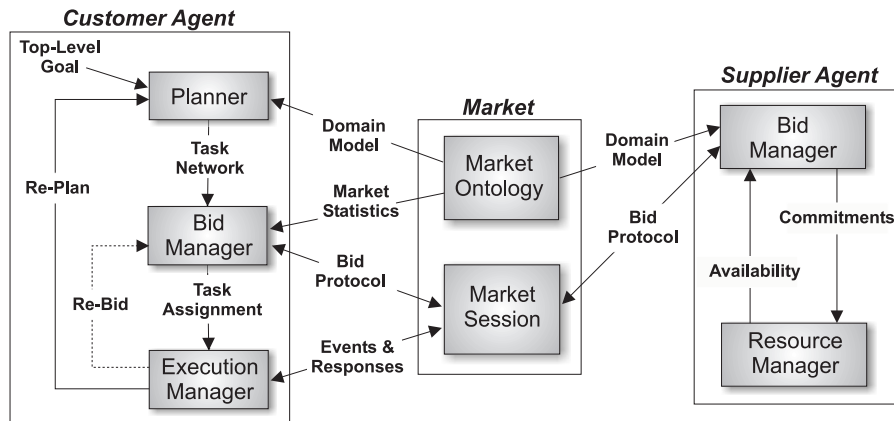 Customer Agent
Top-Level
Goal
Planner
Task
Network
Re-Plan
Bid
Manager
Re-Bid
Task
Assignment
Execution
Manager
Domain
Model
Market
Statistics
Bid
Protocol
Events &
Responses
Market
Market
Ontology
Market
Session
Domain
Model
Bid
Protocol
Supplier Agent
Bid
Manager
Commitments
Availability
Resource
Manager